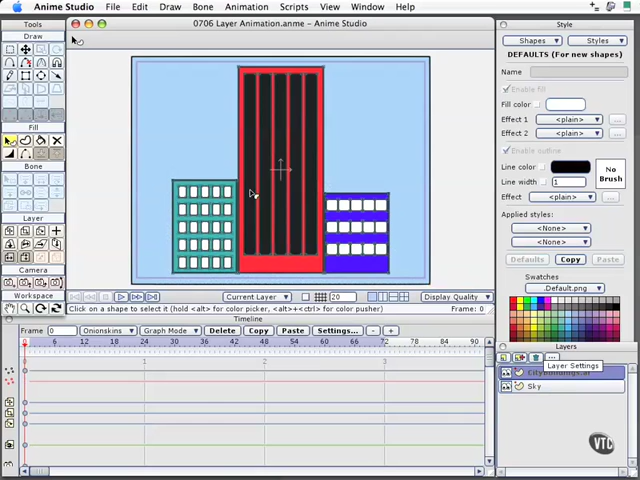 Anime Studio File Edit Draw Bone Animation Scripts View Window Help
Tools
0706 Layer Animation.anme - Anime Studio
Style
Draw
Shapes Styles
DEFAULTS (For new shapes)
Name
Enable fill
Fill color
Effect 1 <plain> ...
Effect 2 <plain> ...
Fill
Enable outline
Bone
Line color
No Brush
Line width 1
Effect <plain>
Layer
Applied styles:
<None>
<None>
Camera
Defaults Copy Paste
Workspace
Swatches
.Default.png
Current Layer 20 Display Quality
Click on a shape to select it (hold <alt> for color picker, <alt>+<ctrl> for color pusher) Frame: 0
Timeline
Frame 0 Onionskins Graph Mode Delete Copy Paste Settings... - +
0 6 12 18 24 30 36 42 48 54 60 66 72 78 84 90
1 2 3
Layers
Layer Settings
Sky
VTC